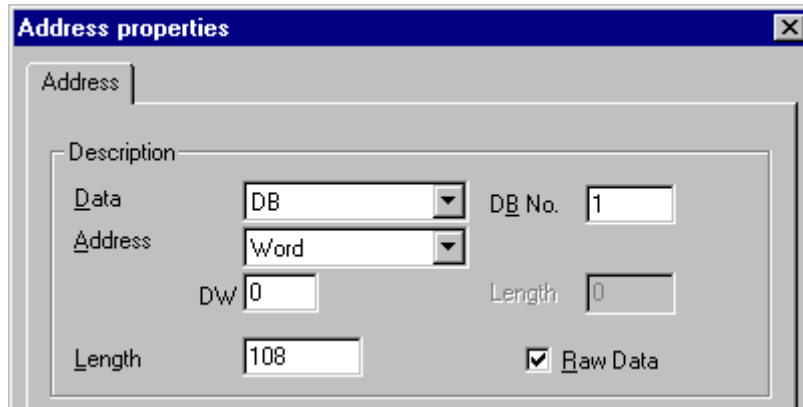 Address properties
Address
Description
Data DB DB No. 1
Address Word
DW 0 Length 0
Length 108 Raw Data